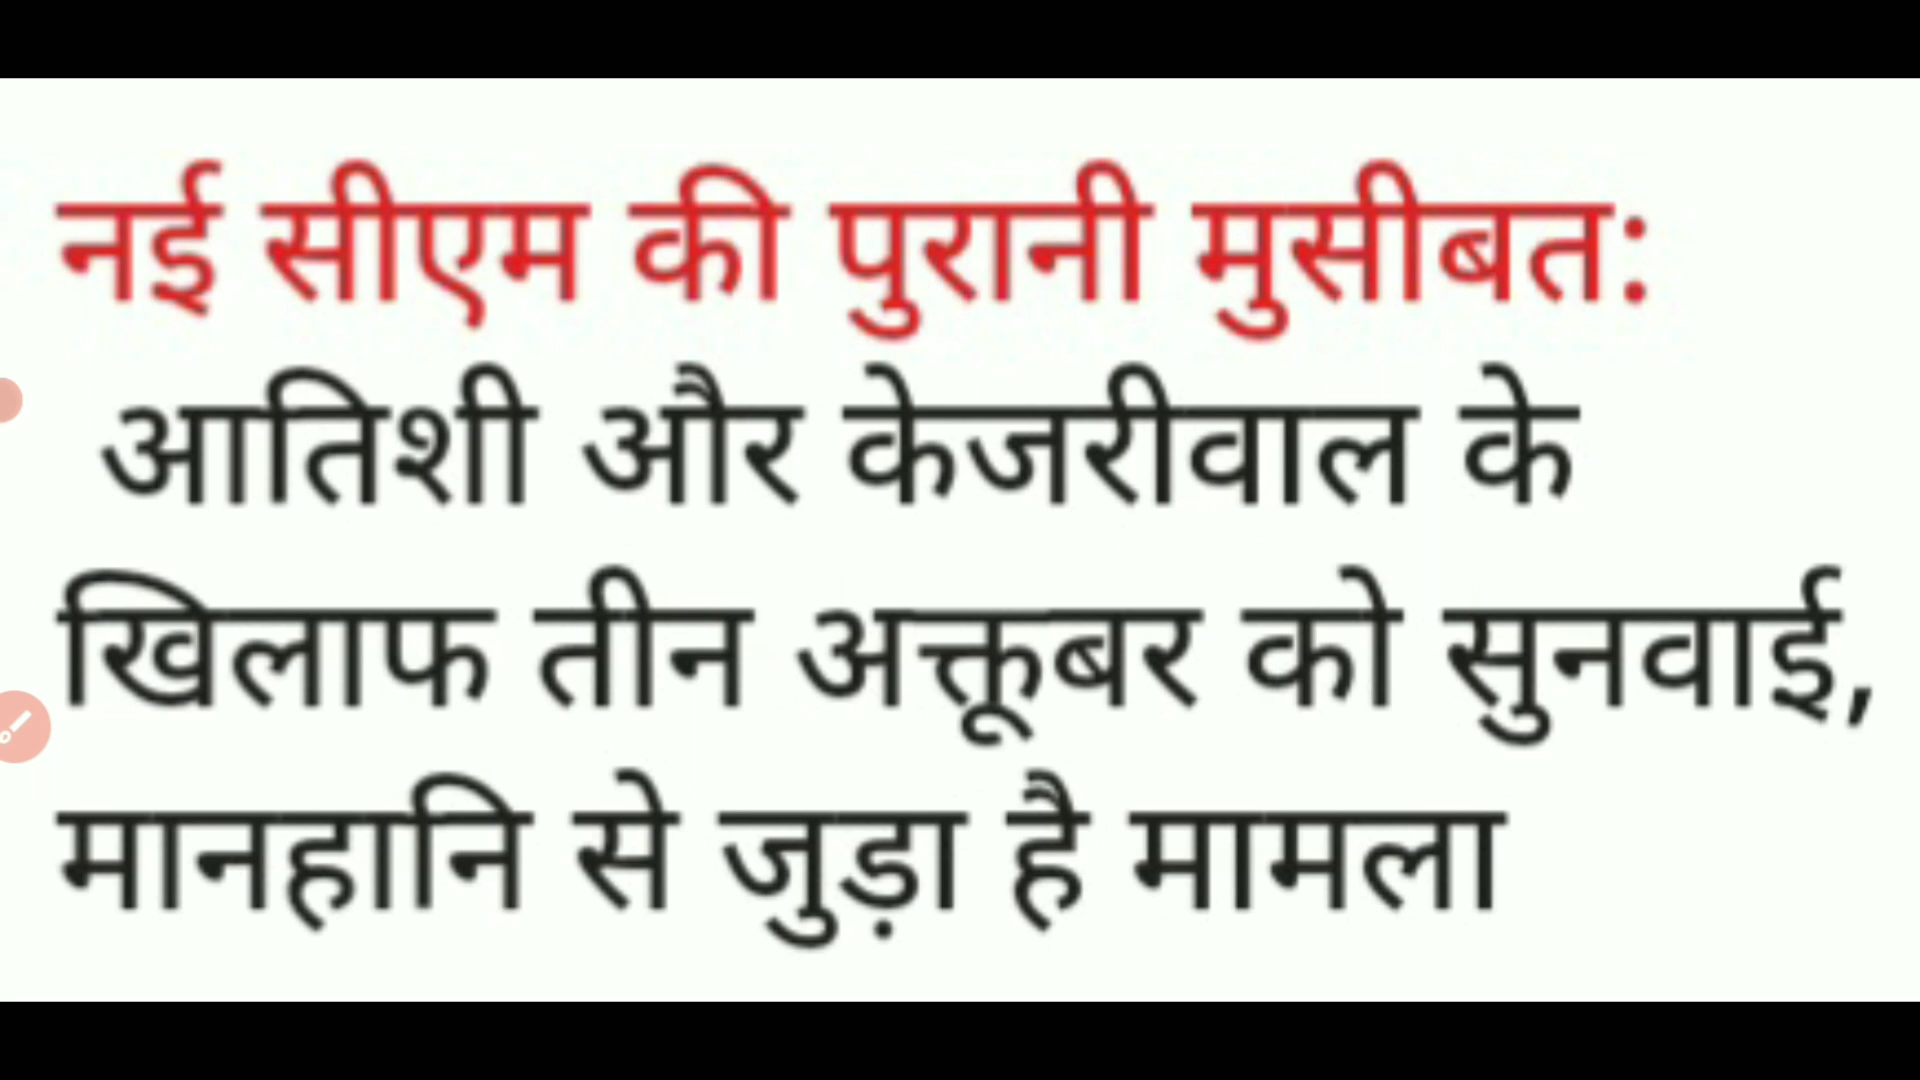 नई सीएम की पुरानी मुसीबत:
आतिशी और केजरीवाल के
खिलाफ तीन अक्तूबर को सुनवाई,
मानहानि से जुड़ा है मामला